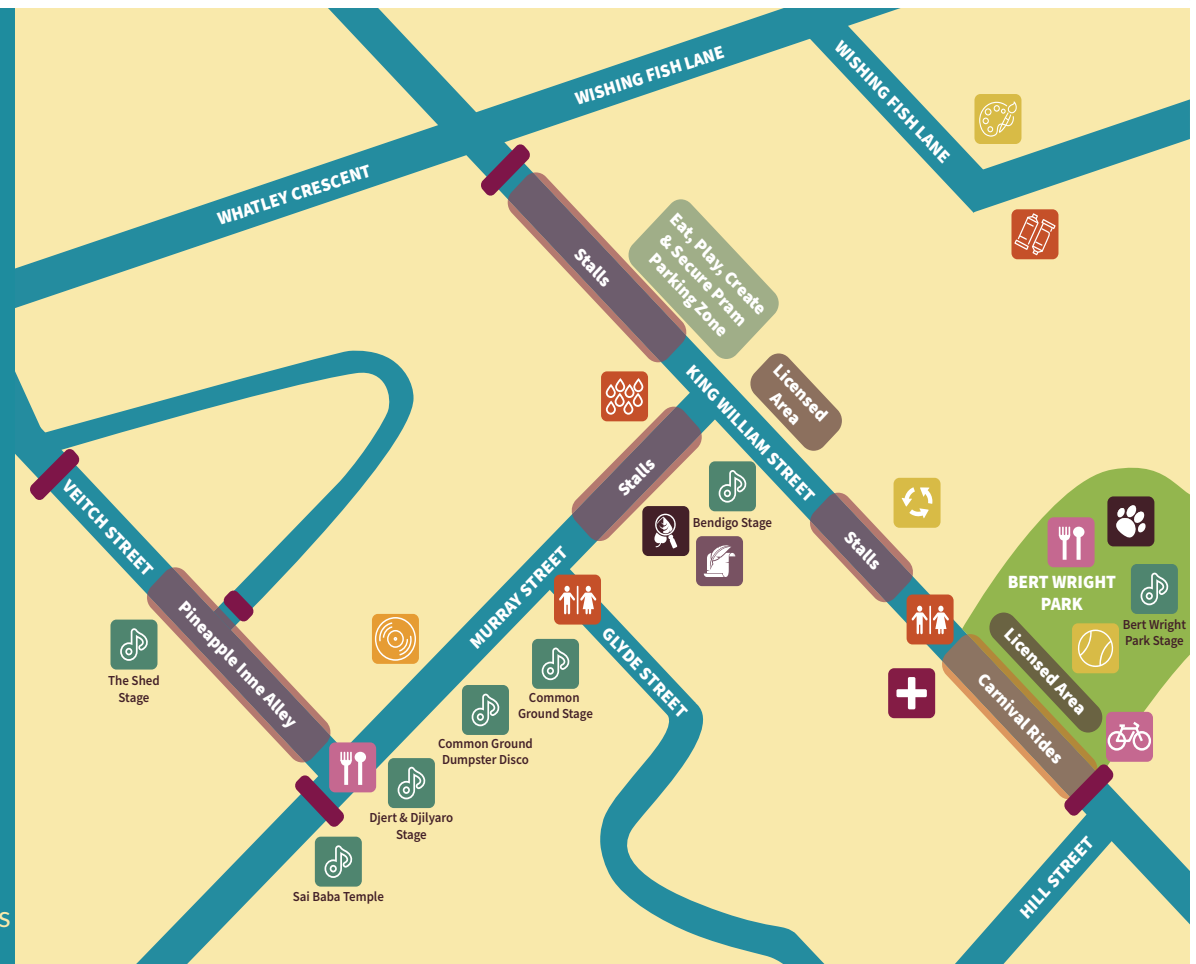 WISHING FISH LANE
WISHING FISH LANE
WHATLEY CRESCENT
Eat, Play, Create
& Secure Pram
Parking Zone
Stalls
KING WILLIAM STREET
Licensed
Area
Stalls
Bendigo Stage
VEITCH STREET
Stalls
MURRAY STREET
BERT WRIGHT
PARK
Bert Wright
Park Stage
Licensed Area
Pineapple Inne Alley
GLYDE STREET
The Shed
Stage
Common
Ground Stage
Carnival Rides
Common Ground
Dumpster Disco
Djert & Djilyaro
Stage
Sai Baba Temple
HILL STREET
S